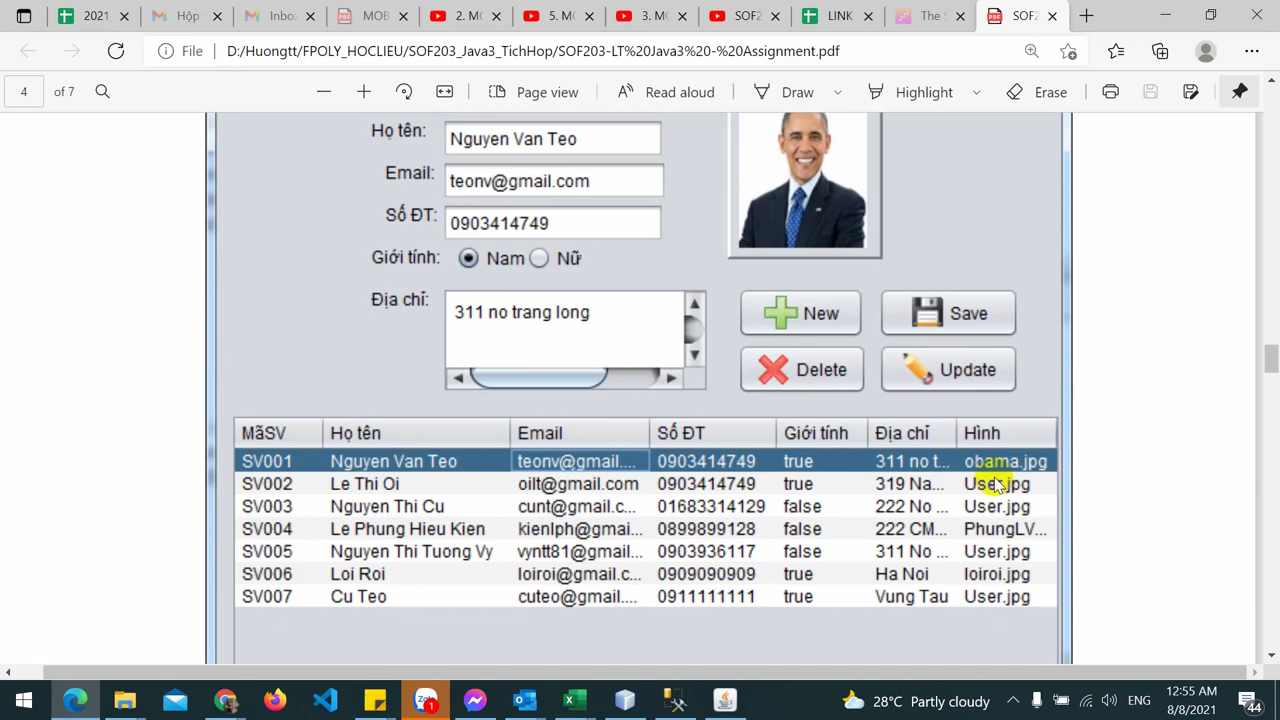 2021
Hộp
Inbo
MOB
2. MO
5. MO
3. MO
SOF2
LINK
The S
SOF2
File
D:/Huongtt/FPOLY_HOCLIEU/SOF203_Java3_TichHop/SOF203-LT%20Java3%20-%20Assignment.pdf
4 of 7
Page view
Read aloud
Draw
Highlight
Erase
Họ tên: Nguyen Van Teo
Email: teonv@gmail.com
Số ĐT: 0903414749
Giới tính: Nam Nữ
Địa chỉ: 311 no trang long
New Save
Delete Update
MãSV Họ tên Email Số ĐT Giới tính Địa chỉ Hình
SV001 Nguyen Van Teo teonv@gmail.... 0903414749 true 311 no t... obama.jpg
SV002 Le Thi Oi oilt@gmail.com 0903414749 true 319 Na... User.jpg
SV003 Nguyen Thi Cu cunt@gmail.c... 01683314129 false 222 No ... User.jpg
SV004 Le Phung Hieu Kien kienlph@gmai... 0899899128 false 222 CM... PhungLV...
SV005 Nguyen Thi Tuong Vy vyntt81@gmail... 0903936117 false 311 No ... User.jpg
SV006 Loi Roi loiroi@gmail.c... 0909090909 true Ha Noi loiroi.jpg
SV007 Cu Teo cuteo@gmail.... 0911111111 true Vung Tau User.jpg
Zalo
1
28°C Partly cloudy
ENG
12:55 AM
8/8/2021
44